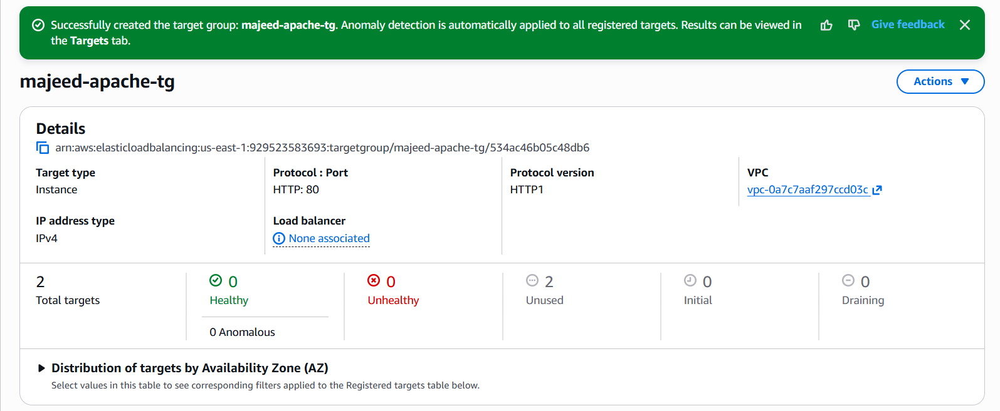 Successfully created the target group: majeed-apache-tg. Anomaly detection is automatically applied to all registered targets. Results can be viewed in
the Targets tab.
Give feedback
majeed-apache-tg
Actions
Details
arn:aws:elasticloadbalancing:us-east-1:929523583693:targetgroup/majeed-apache-tg/534ac46b05c48db6
Target type
Instance
Protocol : Port
HTTP: 80
Protocol version
HTTP1
VPC
vpc-0a7c7aaf297ccd03c
IP address type
IPv4
Load balancer
None associated
2
Total targets
0
Healthy
0 Anomalous
0
Unhealthy
2
Unused
0
Initial
0
Draining
Distribution of targets by Availability Zone (AZ)
Select values in this table to see corresponding filters applied to the Registered targets table below.